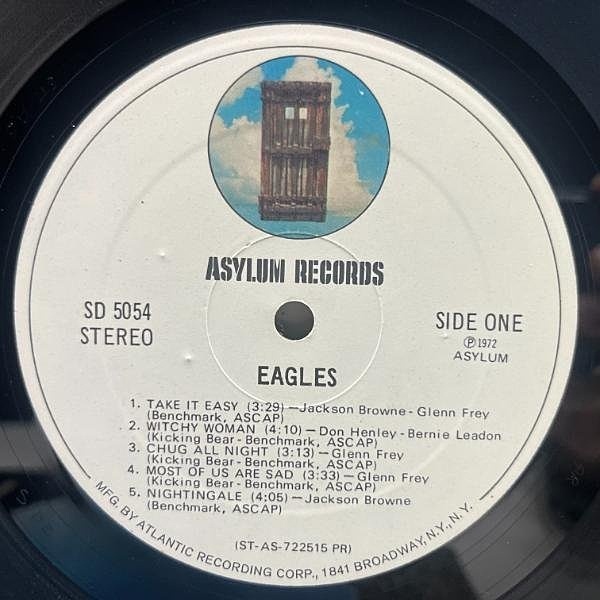 ASYLUM RECORDS
SD 5054
STEREO
SIDE ONE
Ⓟ 1972
ASYLUM
EAGLES
1. TAKE IT EASY (3:29) — Jackson Browne - Glenn Frey
(Benchmark, ASCAP)
2. WITCHY WOMAN (4:10) — Don Henley - Bernie Leadon
(Kicking Bear - Benchmark, ASCAP)
3. CHUG ALL NIGHT (3:13) — Glenn Frey
(Kicking Bear - Benchmark, ASCAP)
4. MOST OF US ARE SAD (3:33) — Glenn Frey
(Kicking Bear - Benchmark, ASCAP)
5. NIGHTINGALE (4:05) — Jackson Browne
(Benchmark, ASCAP)
(ST-AS-722515 PR)
MFG. BY ATLANTIC RECORDING CORP., 1841 BROADWAY, N.Y., N.Y.